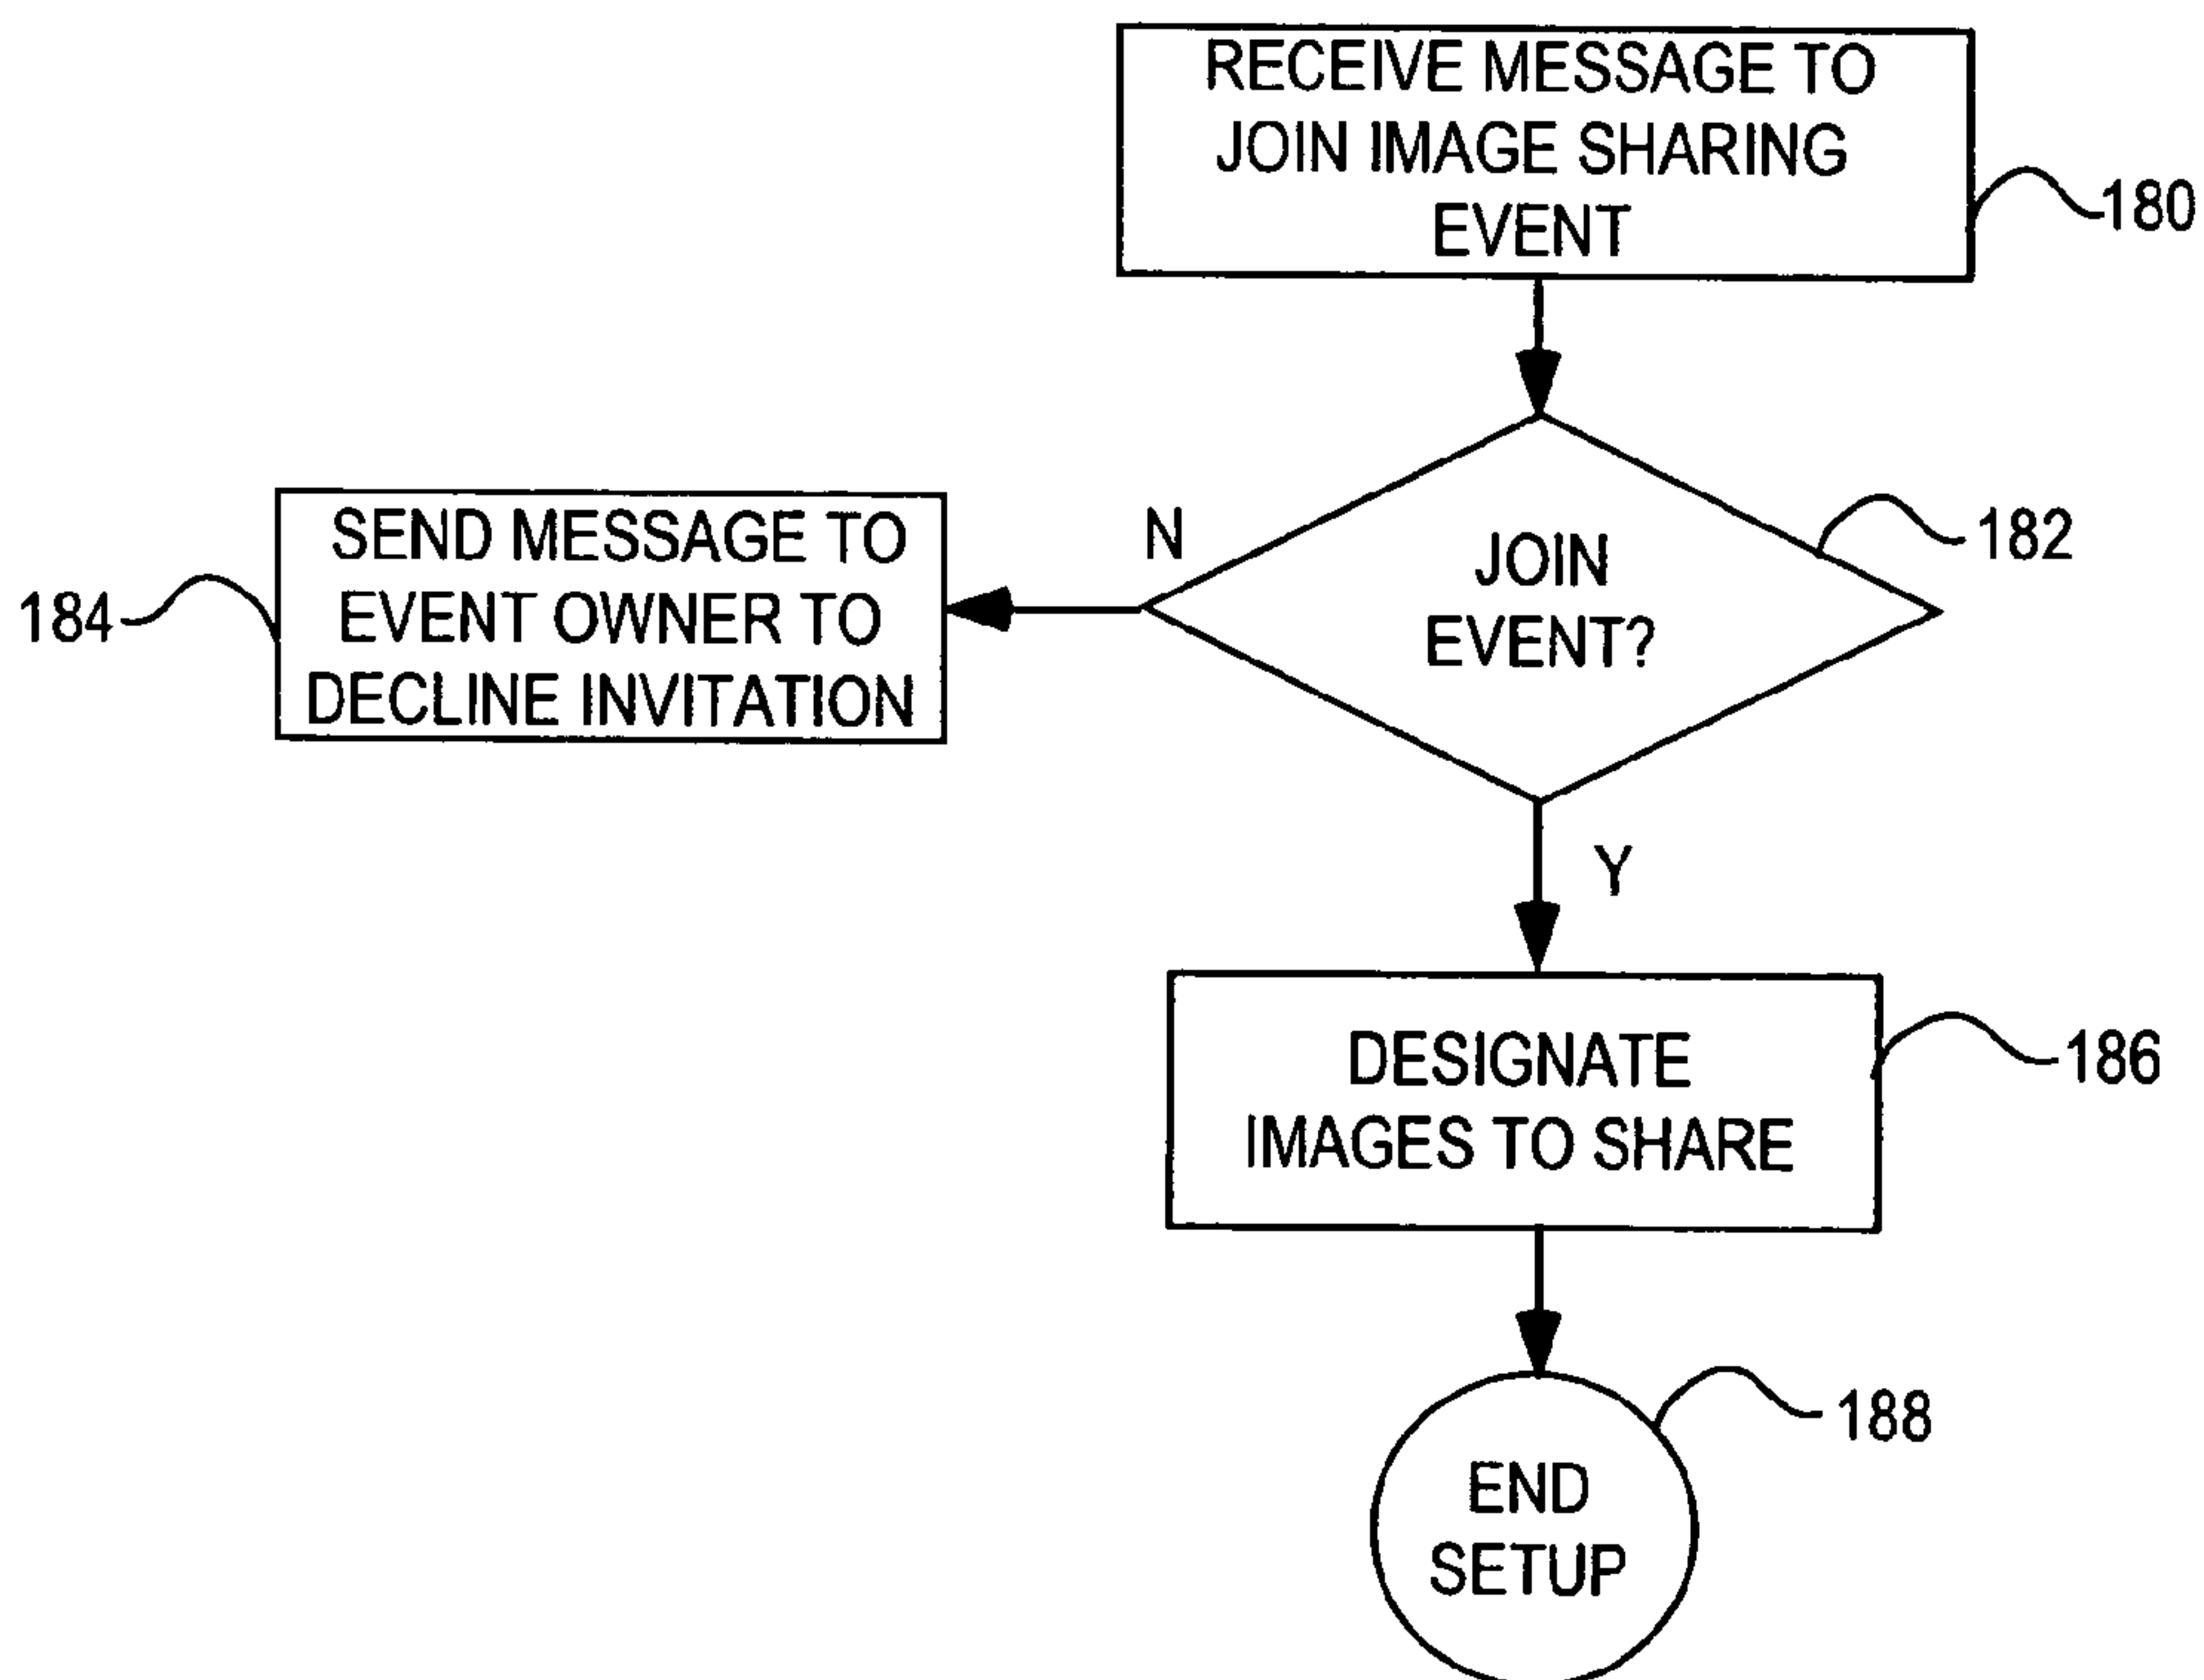 RECEIVE MESSAGE TO
JOIN IMAGE SHARING
EVENT
180
JOIN
EVENT?
182
N
SEND MESSAGE TO
EVENT OWNER TO
DECLINE INVITATION
184
Y
DESIGNATE
IMAGES TO SHARE
186
END
SETUP
188